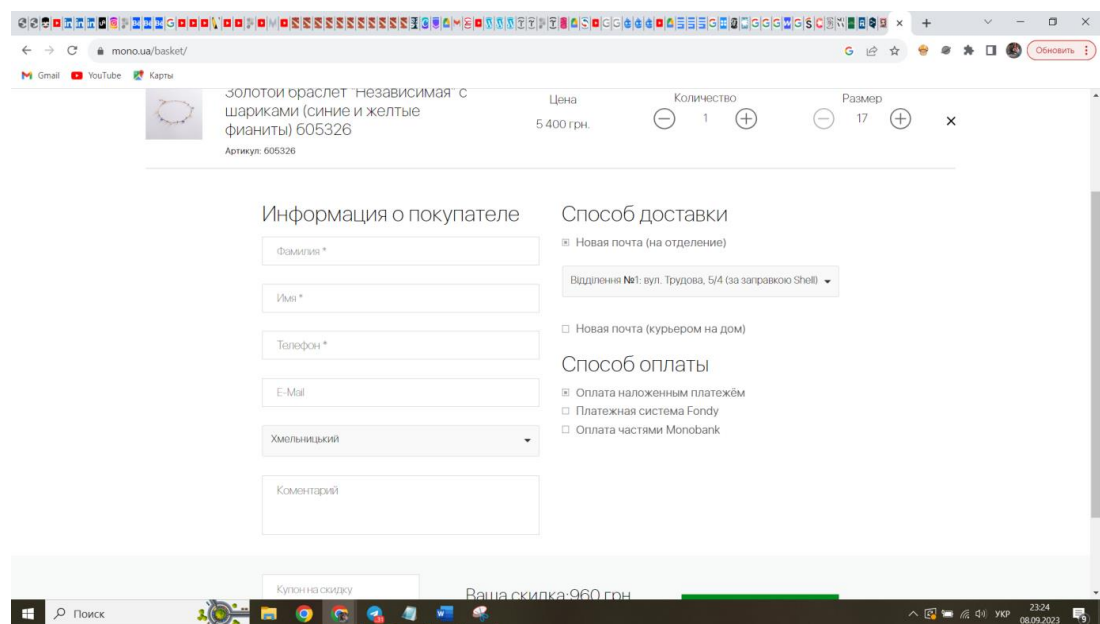 mono.ua/basket/
Обновить
Gmail YouTube Карты
Золотой браслет "Независимая" с
шариками (синие и желтые
фианиты) 605326
Артикул: 605326
Цена
5 400 грн.
Количество
1
Размер
17
Информация о покупателе
Фамилия *
Имя *
Телефон *
E-Mail
Хмельницький
Коментарий
Способ доставки
Новая почта (на отделение)
Відділення №1: вул. Трудова, 5/4 (за заправкою Shell)
Новая почта (курьером на дом)
Способ оплаты
Оплата наложенным платежём
Платежная система Fondy
Оплата частями Monobank
Купон на скидку
Ваша скидка:960 грн
Поиск
УКР
23:24
08.09.2023